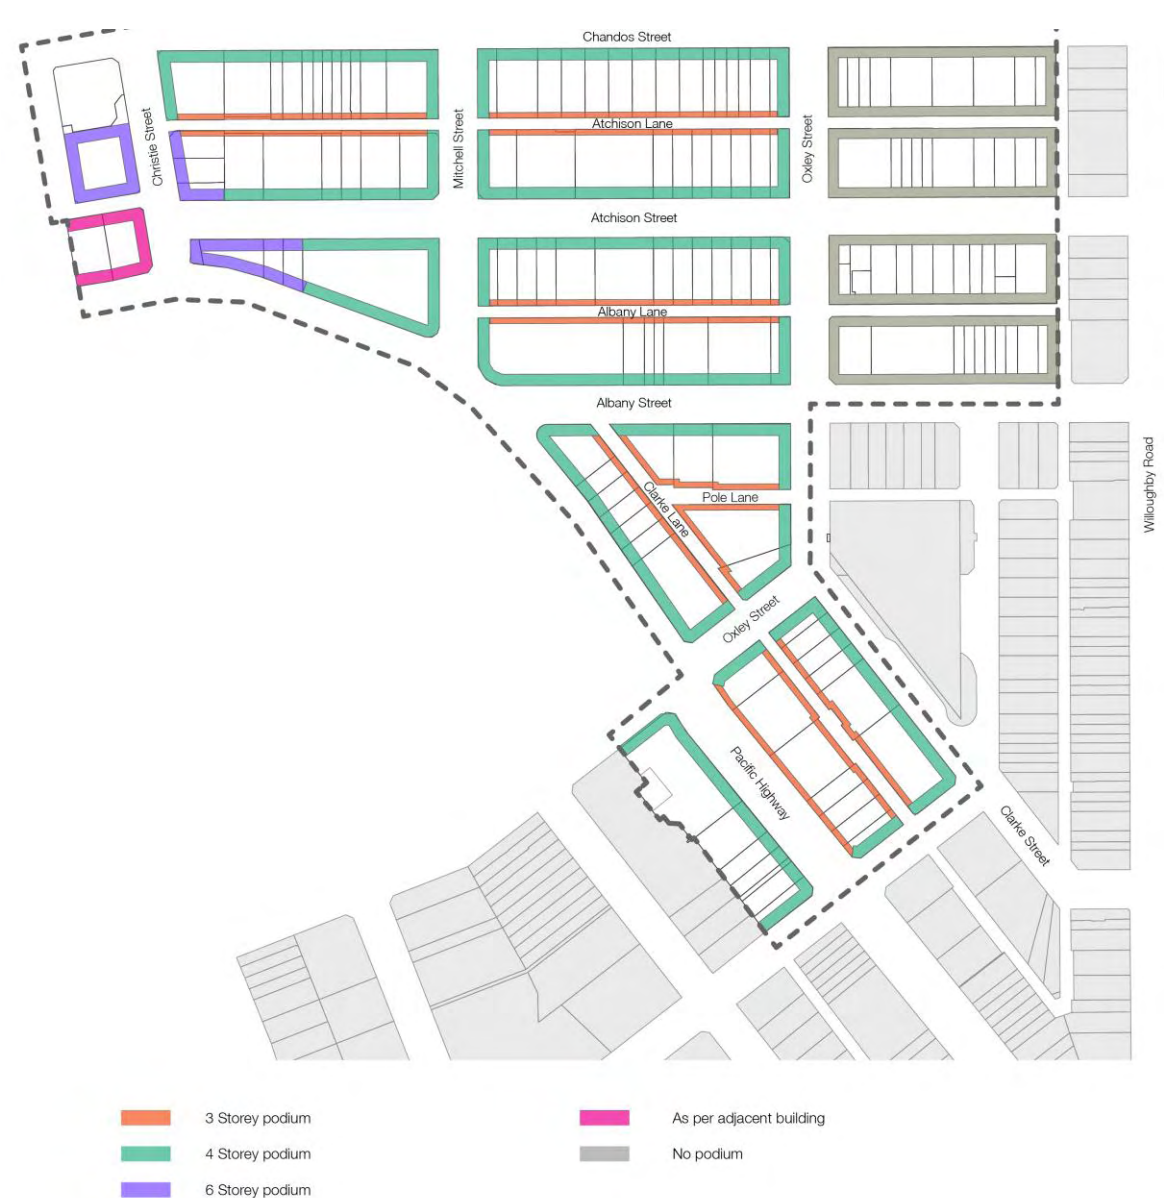 Chandos Street
Christie Street
Mitchell Street
Atchison Lane
Oxley Street
Atchison Street
Albany Lane
Albany Street
Willoughby Road
Clarke Lane
Pole Lane
Oxley Street
Pacific Highway
Clarke Street
3 Storey podium
As per adjacent building
4 Storey podium
No podium
6 Storey podium